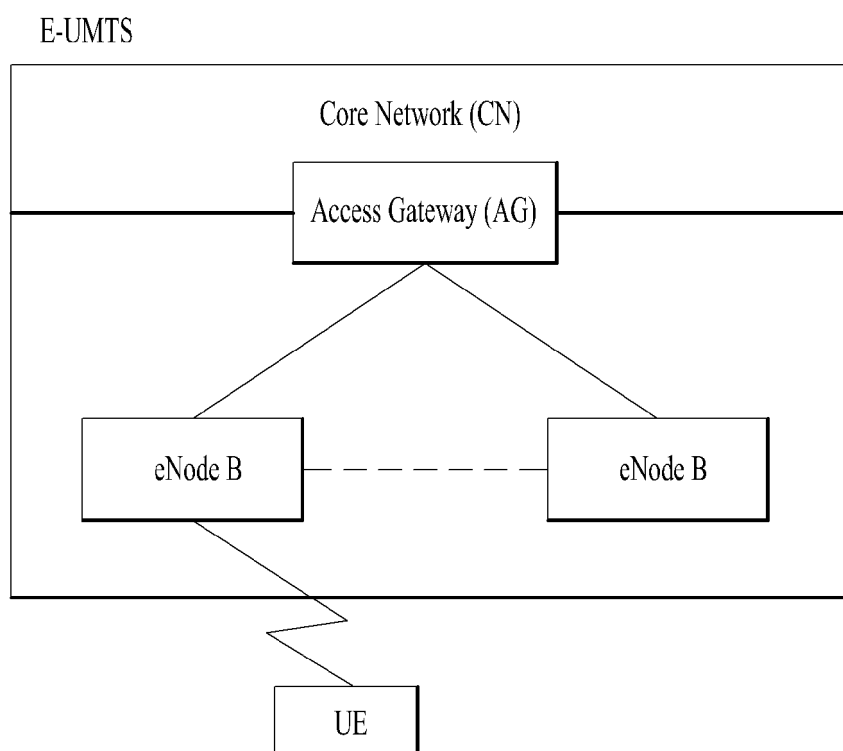 E-UMTS
Core Network (CN)
Access Gateway (AG)
eNode B
eNode B
UE